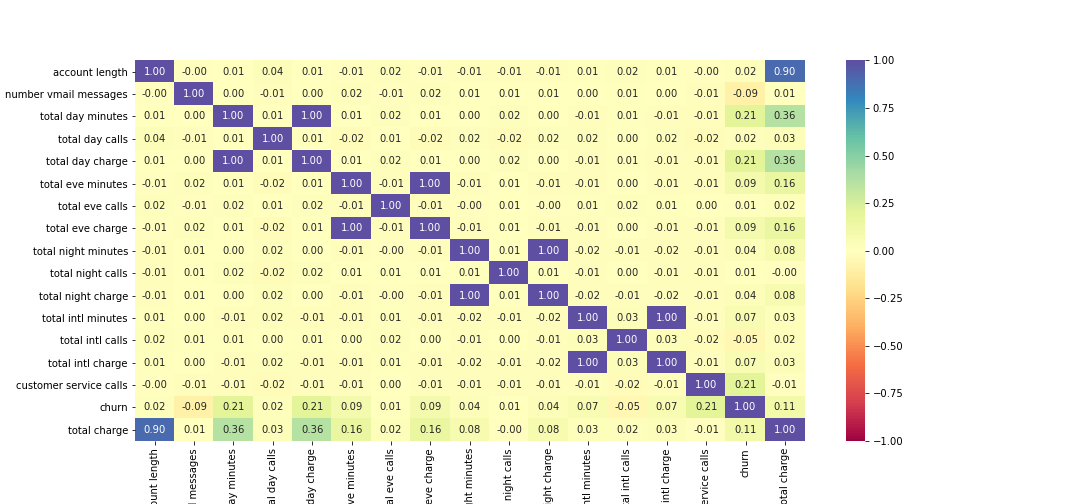 account length 1.00 -0.00 0.01 0.04 0.01 -0.01 0.02 -0.01 -0.01 -0.01 -0.01 0.01 0.02 0.01 -0.00 0.02 0.90
number vmail messages -0.00 1.00 0.00 -0.01 0.00 0.02 -0.01 0.02 0.01 0.01 0.01 0.00 0.01 0.00 -0.01 -0.09 0.01
total day minutes 0.01 0.00 1.00 0.01 1.00 0.01 0.02 0.01 0.00 0.02 0.00 -0.01 0.01 -0.01 -0.01 0.21 0.36
total day calls 0.04 -0.01 0.01 1.00 0.01 -0.02 0.01 -0.02 0.02 -0.02 0.02 0.02 0.00 0.02 -0.02 0.02 0.03
total day charge 0.01 0.00 1.00 0.01 1.00 0.01 0.02 0.01 0.00 0.02 0.00 -0.01 0.01 -0.01 -0.01 0.21 0.36
total eve minutes -0.01 0.02 0.01 -0.02 0.01 1.00 -0.01 1.00 -0.01 0.01 -0.01 -0.01 0.00 -0.01 -0.01 0.09 0.16
total eve calls 0.02 -0.01 0.02 0.01 0.02 -0.01 1.00 -0.01 -0.00 0.01 -0.00 0.01 0.02 0.01 0.00 0.01 0.02
total eve charge -0.01 0.02 0.01 -0.02 0.01 1.00 -0.01 1.00 -0.01 0.01 -0.01 -0.01 0.00 -0.01 -0.01 0.09 0.16
total night minutes -0.01 0.01 0.00 0.02 0.00 -0.01 -0.00 -0.01 1.00 0.01 1.00 -0.02 -0.01 -0.02 -0.01 0.04 0.08
total night calls -0.01 0.01 0.02 -0.02 0.02 0.01 0.01 0.01 0.01 1.00 0.01 -0.01 0.00 -0.01 -0.01 0.01 -0.00
total night charge -0.01 0.01 0.00 0.02 0.00 -0.01 -0.00 -0.01 1.00 0.01 1.00 -0.02 -0.01 -0.02 -0.01 0.04 0.08
total intl minutes 0.01 0.00 -0.01 0.02 -0.01 -0.01 0.01 -0.01 -0.02 -0.01 -0.02 1.00 0.03 1.00 -0.01 0.07 0.03
total intl calls 0.02 0.01 0.01 0.00 0.01 0.00 0.02 0.00 -0.01 0.00 -0.01 0.03 1.00 0.03 -0.02 -0.05 0.02
total intl charge 0.01 0.00 -0.01 0.02 -0.01 -0.01 0.01 -0.01 -0.02 -0.01 -0.02 1.00 0.03 1.00 -0.01 0.07 0.03
customer service calls -0.00 -0.01 -0.01 -0.02 -0.01 -0.01 0.00 -0.01 -0.01 -0.01 -0.01 -0.01 -0.02 -0.01 1.00 0.21 -0.01
churn 0.02 -0.09 0.21 0.02 0.21 0.09 0.01 0.09 0.04 0.01 0.04 0.07 -0.05 0.07 0.21 1.00 0.11
total charge 0.90 0.01 0.36 0.03 0.36 0.16 0.02 0.16 0.08 -0.00 0.08 0.03 0.02 0.03 -0.01 0.11 1.00
length
messages
minutes
day calls
day charge
minutes
eve calls
eve charge
minutes
night calls
charge
minutes
intl calls
intl charge
calls
churn
charge
1.00
0.75
0.50
0.25
0.00
−0.25
−0.50
−0.75
−1.00